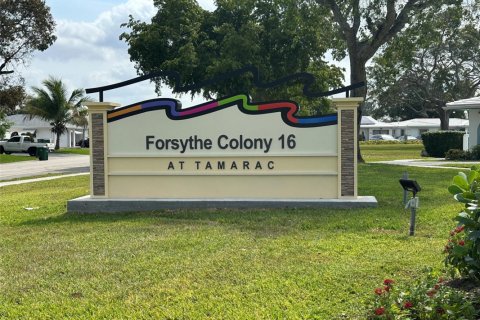 Forsythe Colony 16
AT TAMARAC